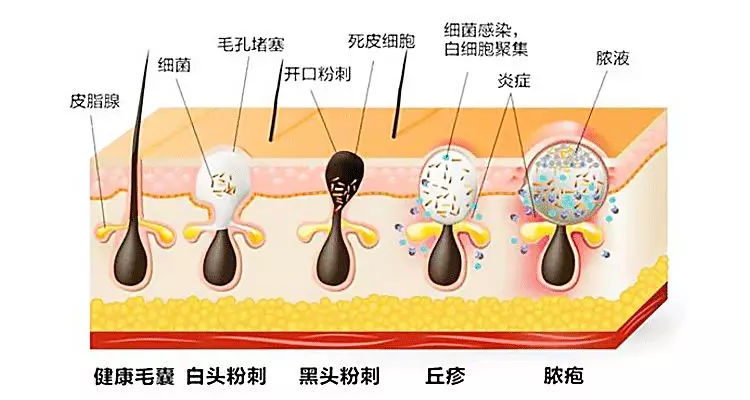 毛孔堵塞
细菌
皮脂腺
开口粉刺
死皮细胞
细菌感染，
白细胞聚集
炎症
脓液
健康毛囊
白头粉刺
黑头粉刺
丘疹
脓疱